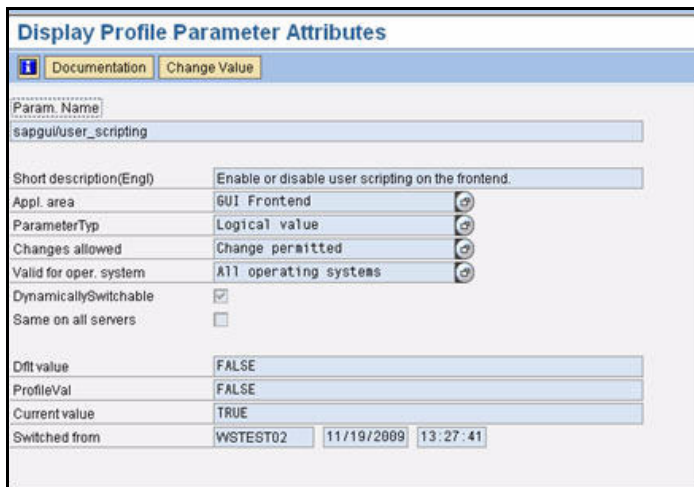 Display Profile Parameter Attributes
Documentation Change Value
Param. Name
sapgui/user_scripting
Short description(Engl) Enable or disable user scripting on the frontend.
Appl. area GUI Frontend
ParameterTyp Logical value
Changes allowed Change permitted
Valid for oper. system All operating systems
DynamicallySwitchable
Same on all servers
Dflt value FALSE
ProfileVal FALSE
Current value TRUE
Switched from WSTEST02 11/19/2009 13:27:41